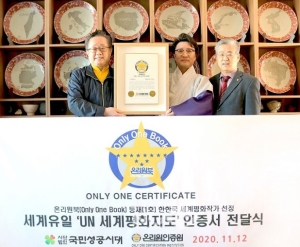 Only One Book
온리원북
ONLY ONE CERTIFICATE
온리원북(Only One Book) 등재(1호) 한한국 세계평화작가 선정
세계유일 'UN 세계평화지도' 인증서 전달식
국민성공시대 온리원인증원 2020.11.12